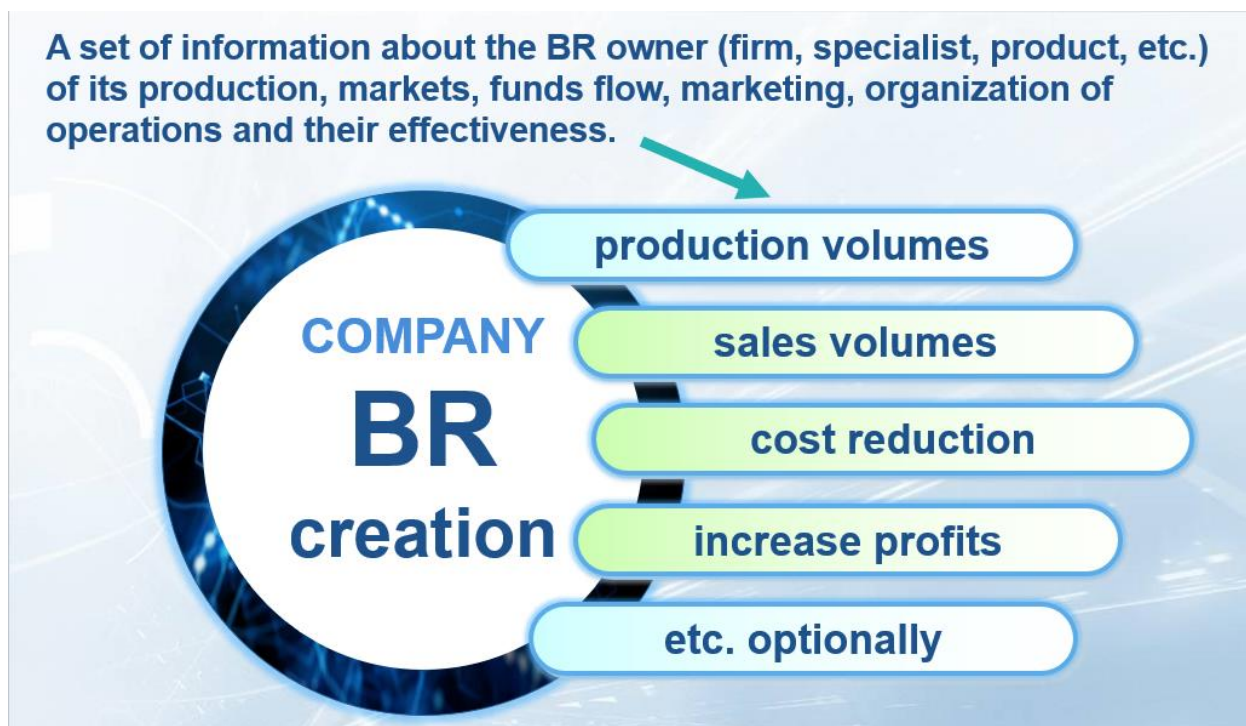 A set of information about the BR owner (firm, specialist, product, etc.)
of its production, markets, funds flow, marketing, organization of
operations and their effectiveness.
production volumes
COMPANY
BR
creation
sales volumes
cost reduction
increase profits
etc. optionally